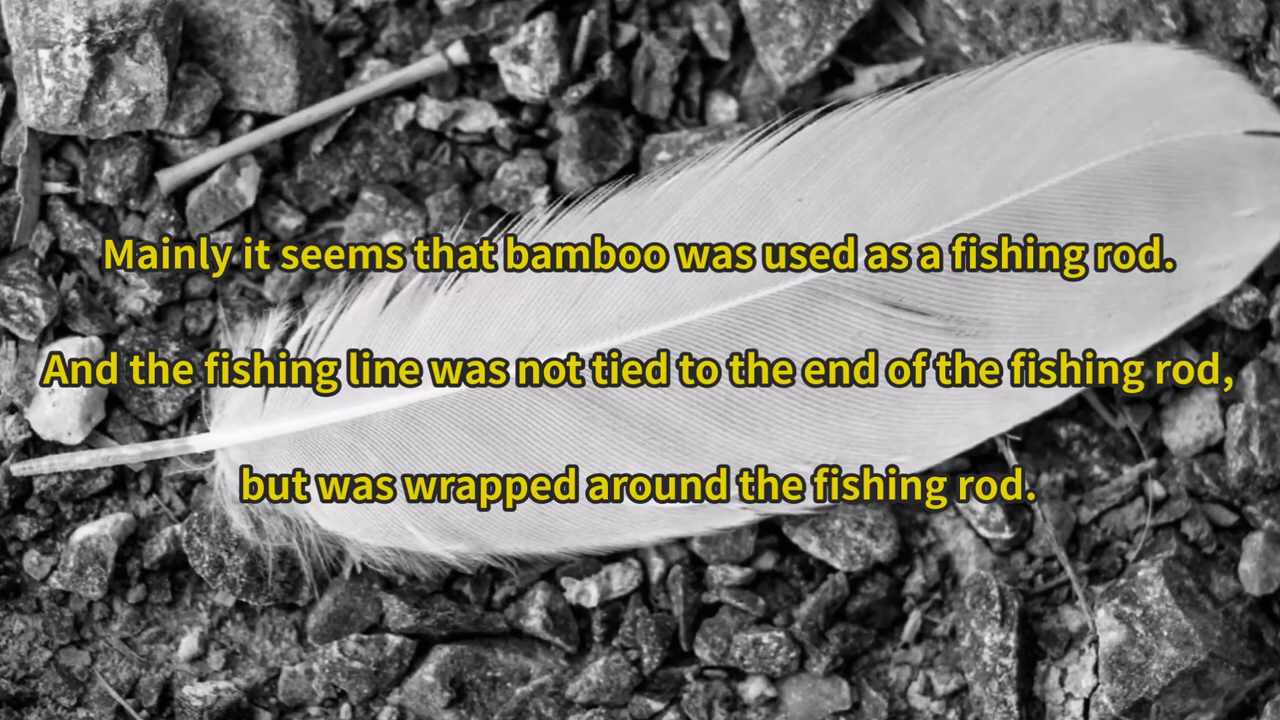 Mainly it seems that bamboo was used as a fishing rod.
And the fishing line was not tied to the end of the fishing rod,
but was wrapped around the fishing rod.